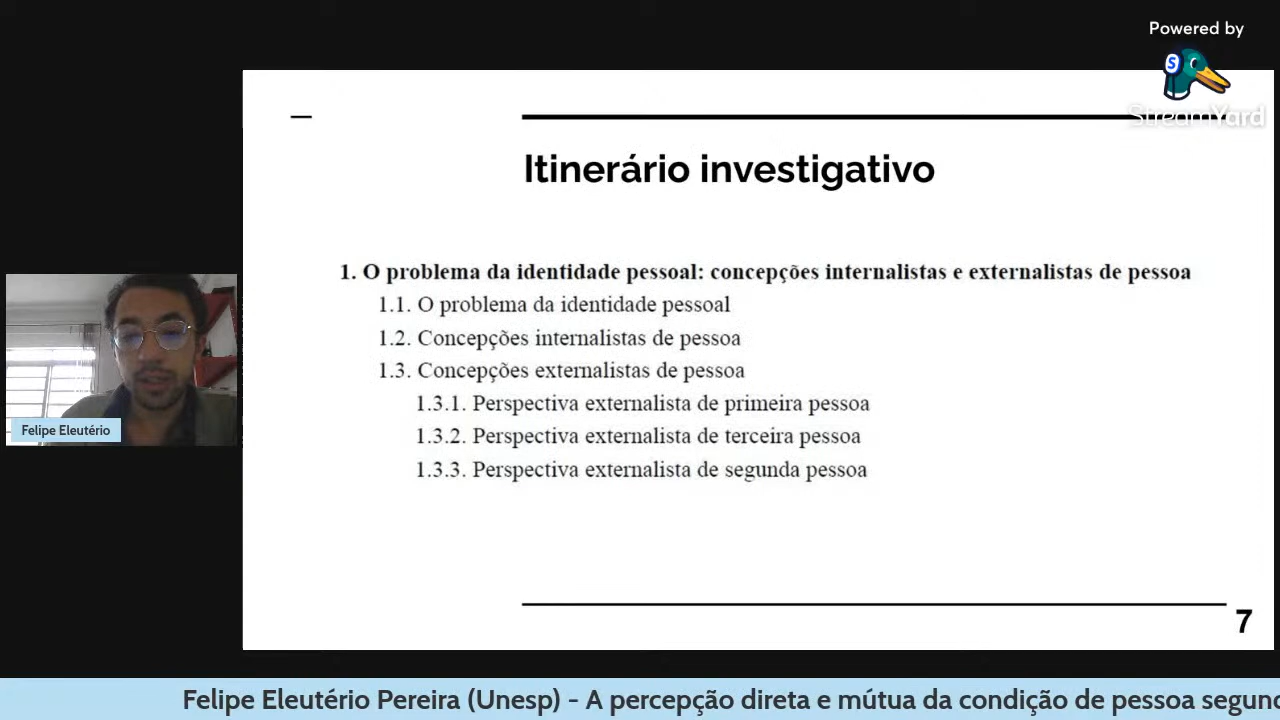 Powered by
StreamYard
Itinerário investigativo
1. O problema da identidade pessoal: concepções internalistas e externalistas de pessoa
1.1. O problema da identidade pessoal
1.2. Concepções internalistas de pessoa
1.3. Concepções externalistas de pessoa
1.3.1. Perspectiva externalista de primeira pessoa
1.3.2. Perspectiva externalista de terceira pessoa
1.3.3. Perspectiva externalista de segunda pessoa
Felipe Eleutério
7
Felipe Eleutério Pereira (Unesp) - A percepção direta e mútua da condição de pessoa segund